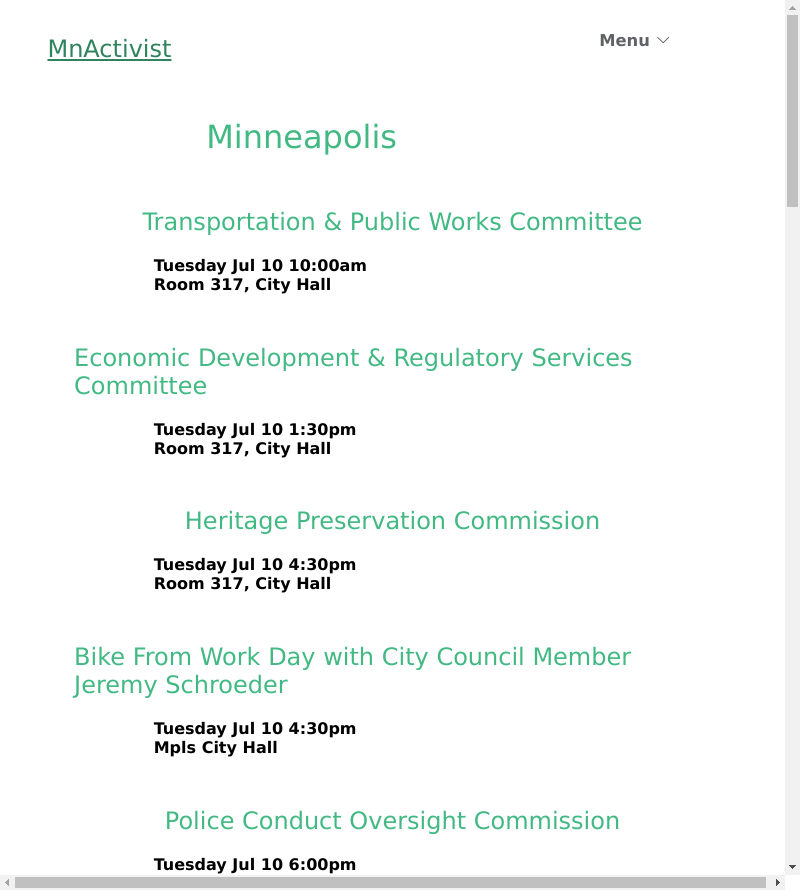 MnActivist
Menu
Minneapolis
Transportation & Public Works Committee
Tuesday Jul 10 10:00am
Room 317, City Hall
Economic Development & Regulatory Services
Committee
Tuesday Jul 10 1:30pm
Room 317, City Hall
Heritage Preservation Commission
Tuesday Jul 10 4:30pm
Room 317, City Hall
Bike From Work Day with City Council Member
Jeremy Schroeder
Tuesday Jul 10 4:30pm
Mpls City Hall
Police Conduct Oversight Commission
Tuesday Jul 10 6:00pm